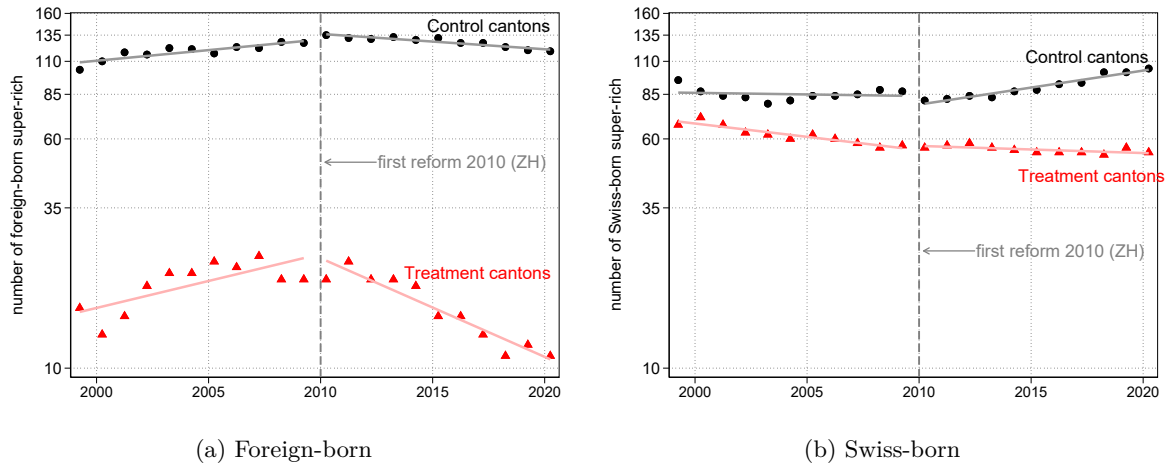 number of foreign-born super-rich
160
135
110
85
60
35
10
Control cantons
first reform 2010 (ZH)
Treatment cantons
2000
2005
2010
2015
2020
(a) Foreign-born
number of Swiss-born super-rich
160
135
110
85
60
35
10
Control cantons
Treatment cantons
first reform 2010 (ZH)
2000
2005
2010
2015
2020
(b) Swiss-born